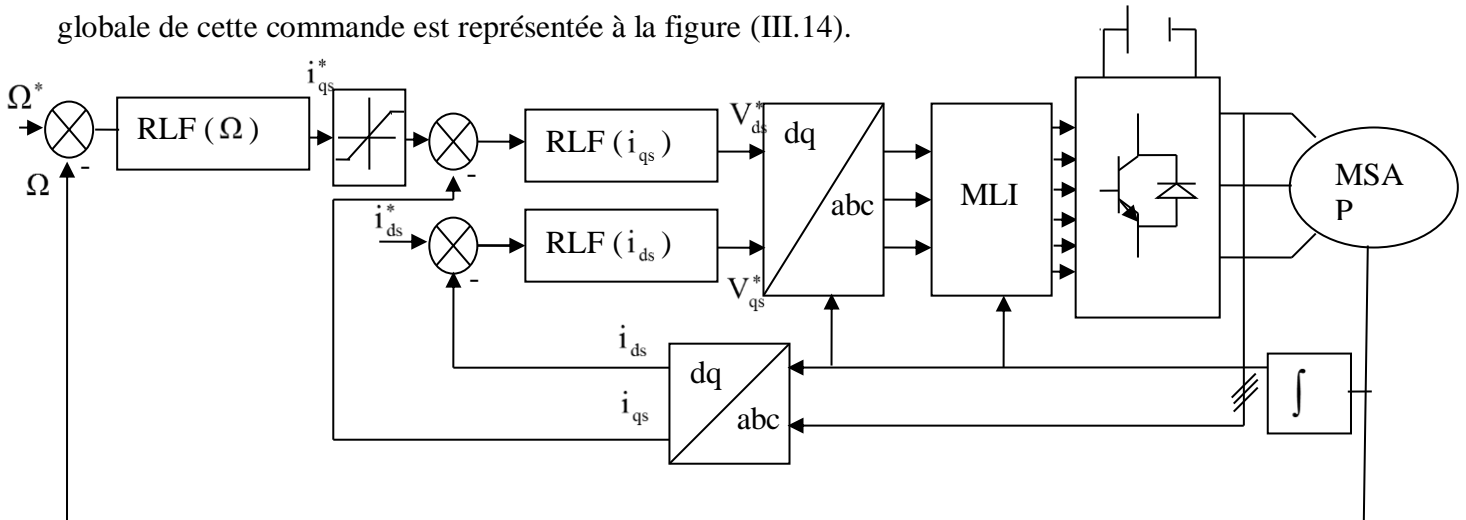 globale de cette commande est représentée à la figure (III.14).
i*qs
Ω*
RLF (Ω)
-
Ω
RLF (iqs)
-
V*ds
dq
abc
MLI
MSA
P
i*ds
RLF (ids)
-
V*qs
ids
iqs
dq
abc
∫